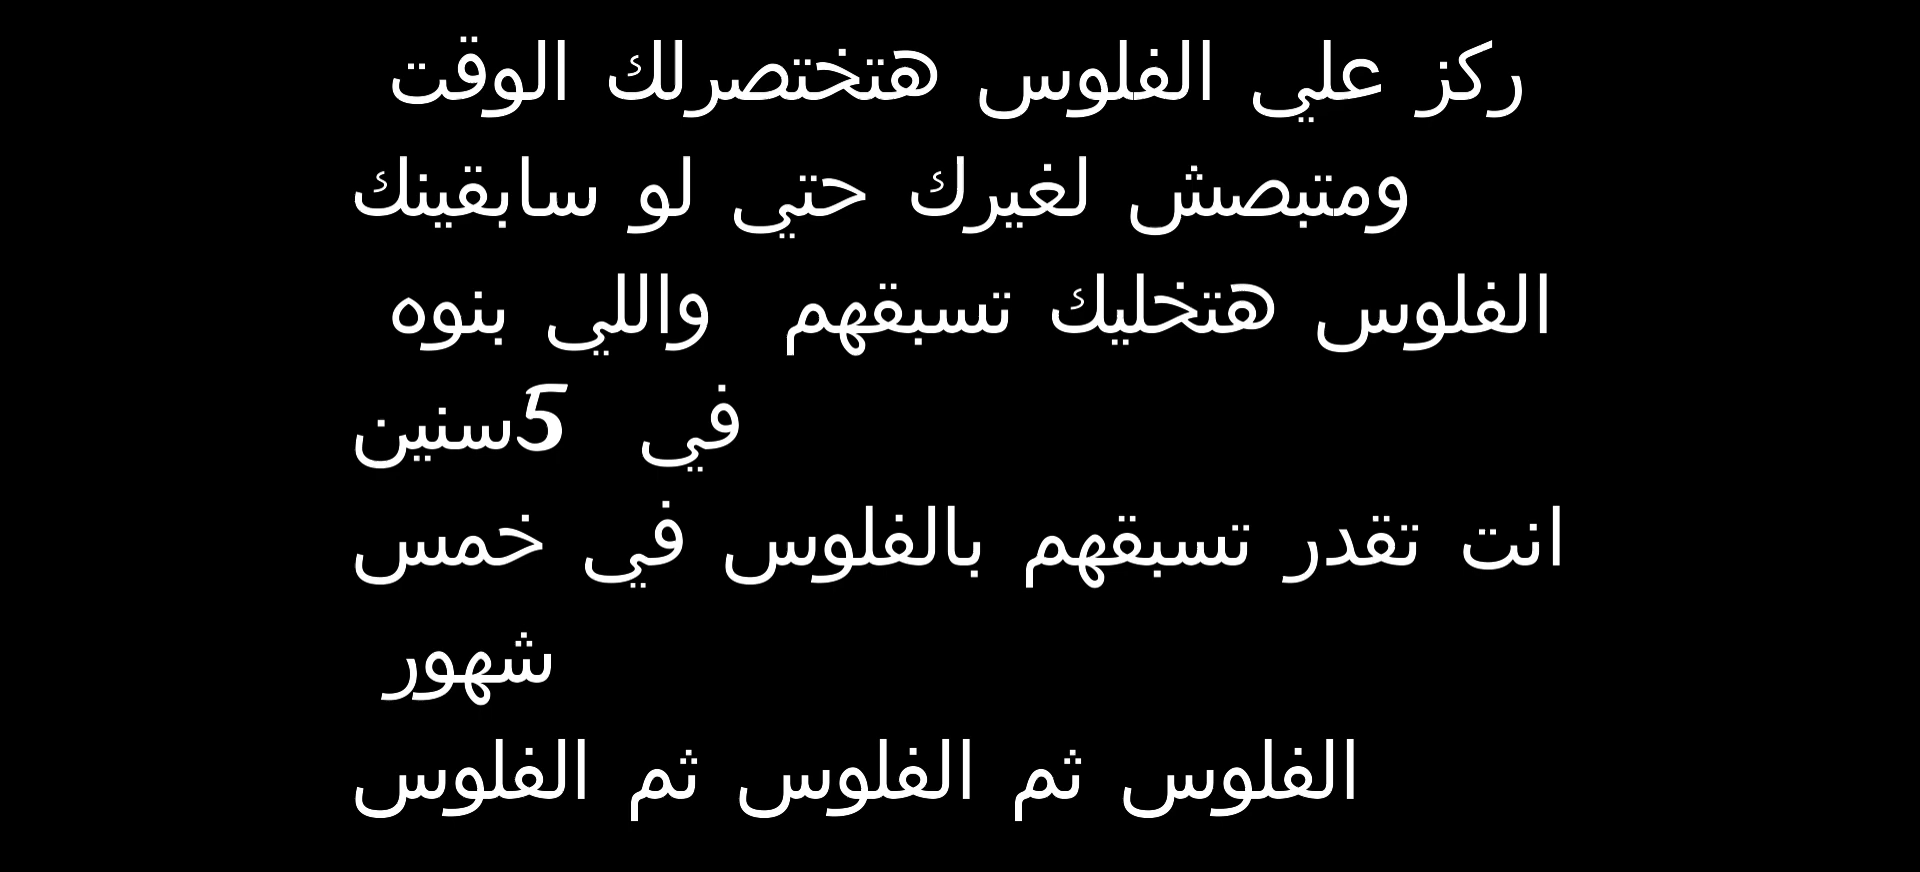 ركز علي الفلوس هتختصرلك الوقت
ومتبصش لغيرك حتي لو سابقينك
الفلوس هتخليك تسبقهم واللي بنوه
في 5سنين
انت تقدر تسبقهم بالفلوس في خمس
شهور
الفلوس ثم الفلوس ثم الفلوس